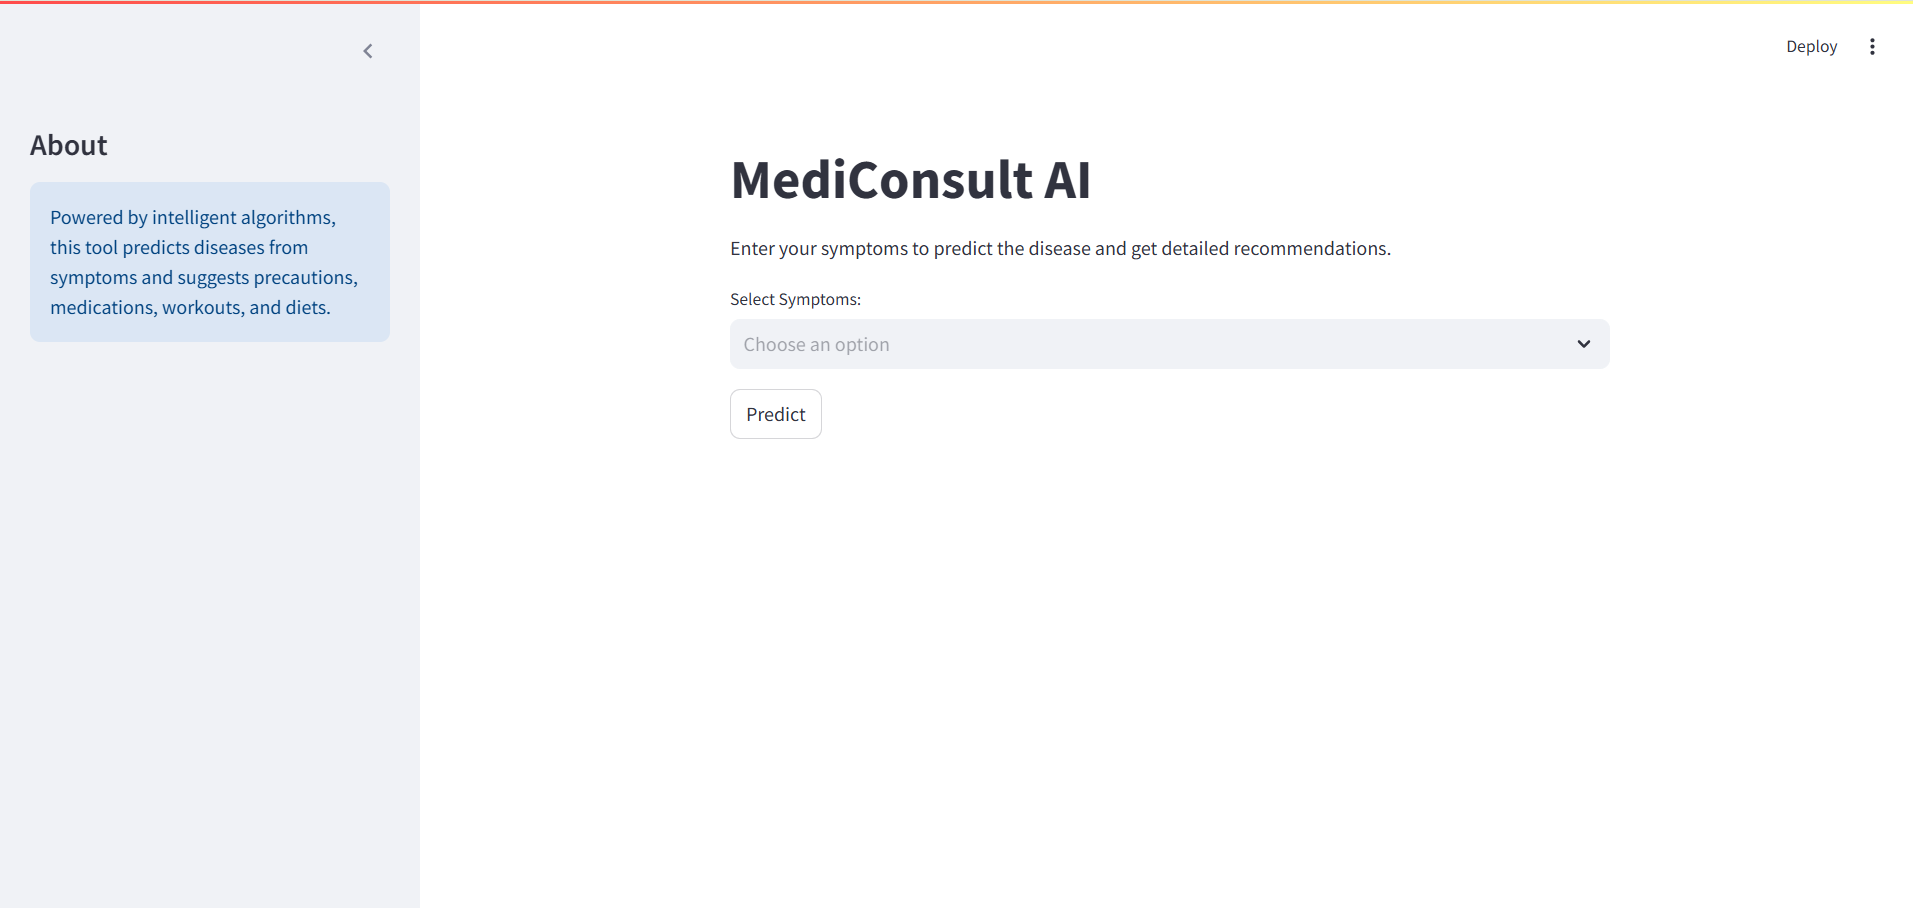 Deploy
About
Powered by intelligent algorithms,
this tool predicts diseases from
symptoms and suggests precautions,
medications, workouts, and diets.
MediConsult AI
Enter your symptoms to predict the disease and get detailed recommendations.
Select Symptoms:
Choose an option
Predict